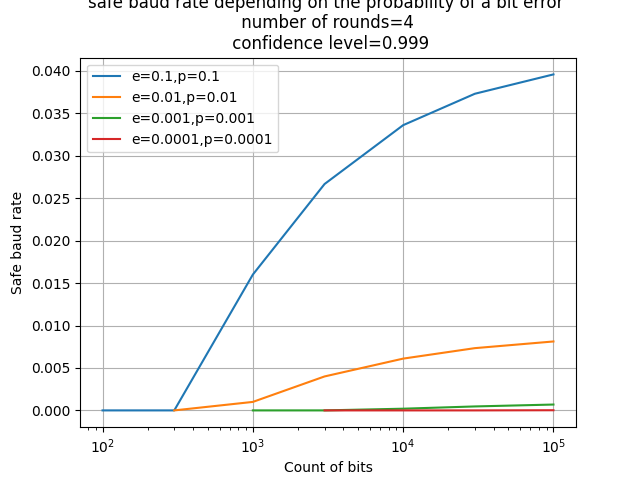 safe baud rate depending on the probability of a bit error
number of rounds=4
confidence level=0.999
0.040
0.035
0.030
0.025
0.020
0.015
0.010
0.005
0.000
Safe baud rate
e=0.1,p=0.1
e=0.01,p=0.01
e=0.001,p=0.001
e=0.0001,p=0.0001
10²
10³
10⁴
10⁵
Count of bits